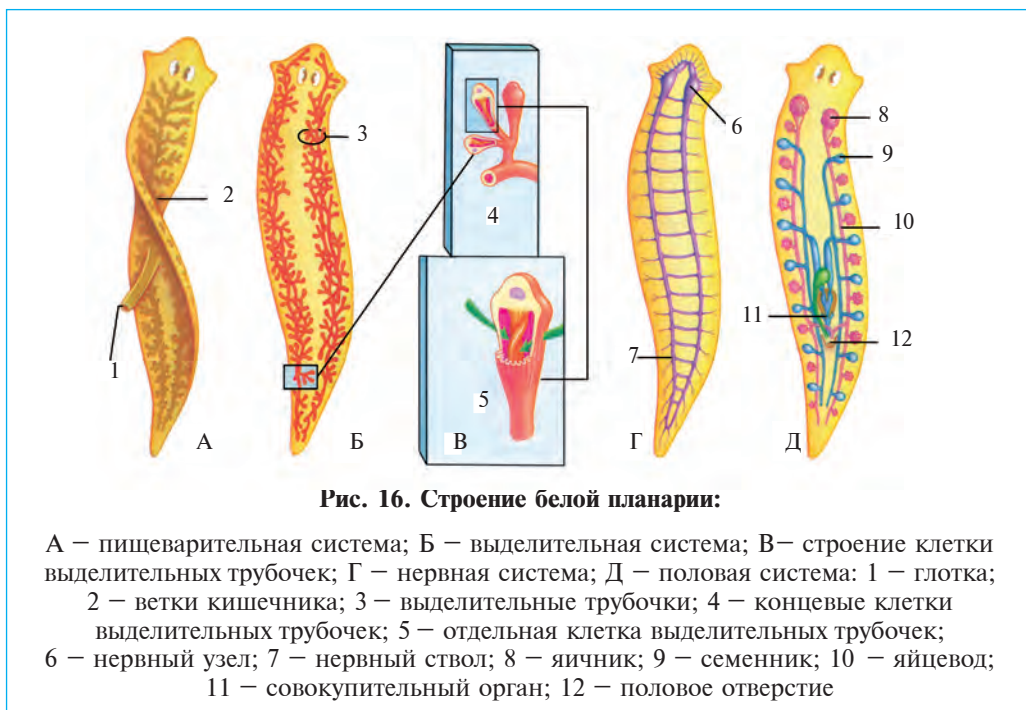 1
2
3
4
5
6
7
8
9
10
11
12
А
Б
В
Г
Д
Рис. 16. Строение белой планарии:
А – пищеварительная система; Б – выделительная система; В– строение клетки
выделительных трубочек; Г – нервная система; Д – половая система: 1 – глотка;
2 – ветки кишечника; 3 – выделительные трубочки; 4 – концевые клетки
выделительных трубочек; 5 – отдельная клетка выделительных трубочек;
6 – нервный узел; 7 – нервный ствол; 8 – яичник; 9 – семенник; 10 – яйцевод;
11 – совокупительный орган; 12 – половое отверстие